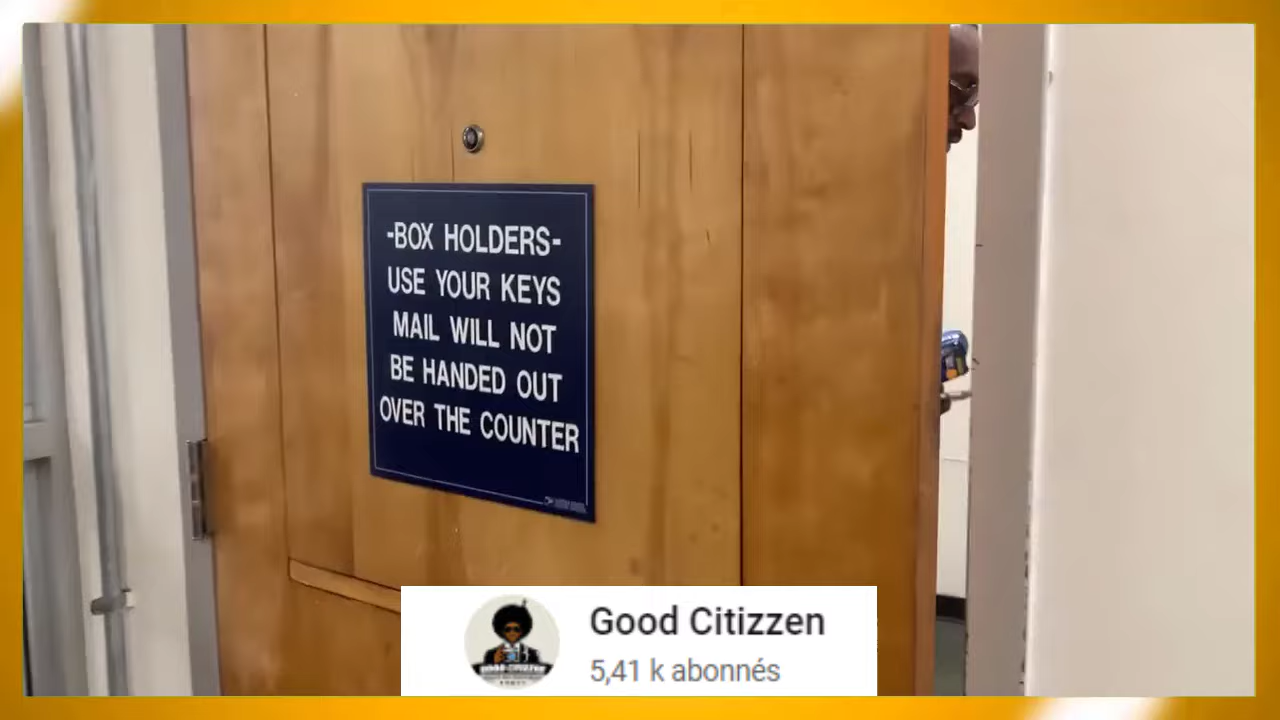 -BOX HOLDERS-
USE YOUR KEYS
MAIL WILL NOT
BE HANDED OUT
OVER THE COUNTER
Good Citizzen
5,41 k abonnés